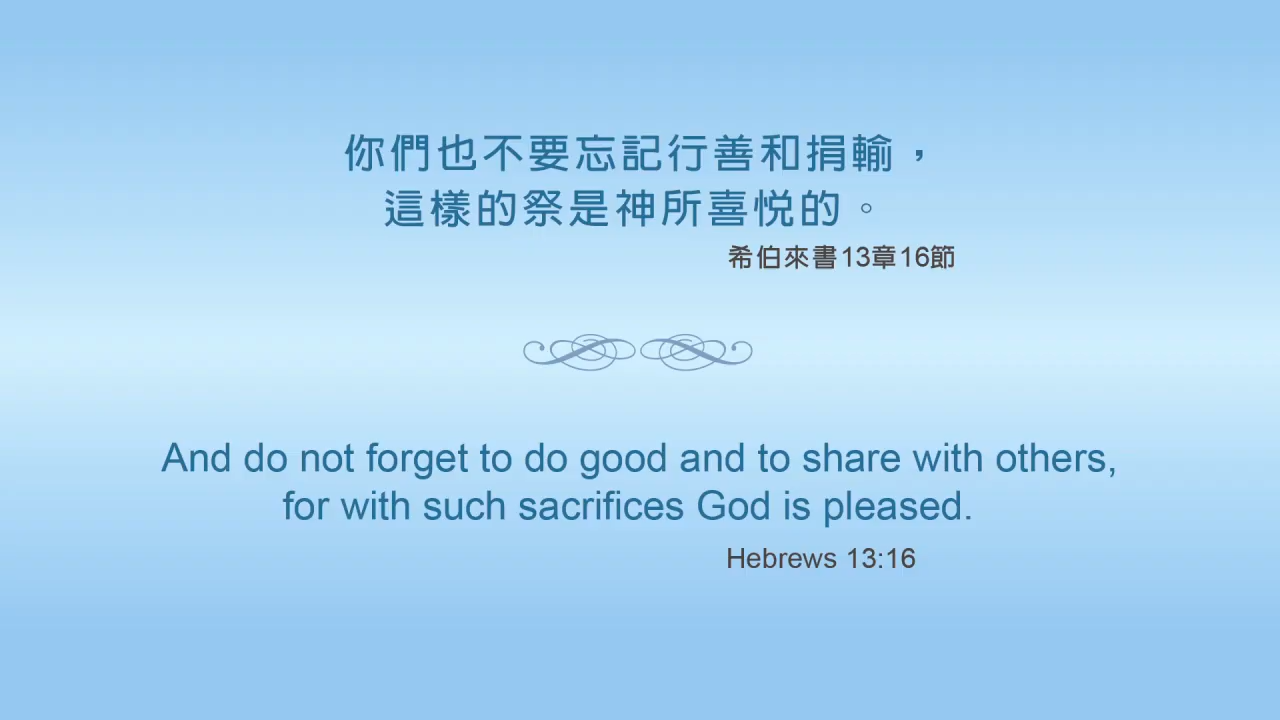 你們也不要忘記行善和捐輸，
這樣的祭是神所喜悅的。
希伯來書13章16節
And do not forget to do good and to share with others,
for with such sacrifices God is pleased.
Hebrews 13:16